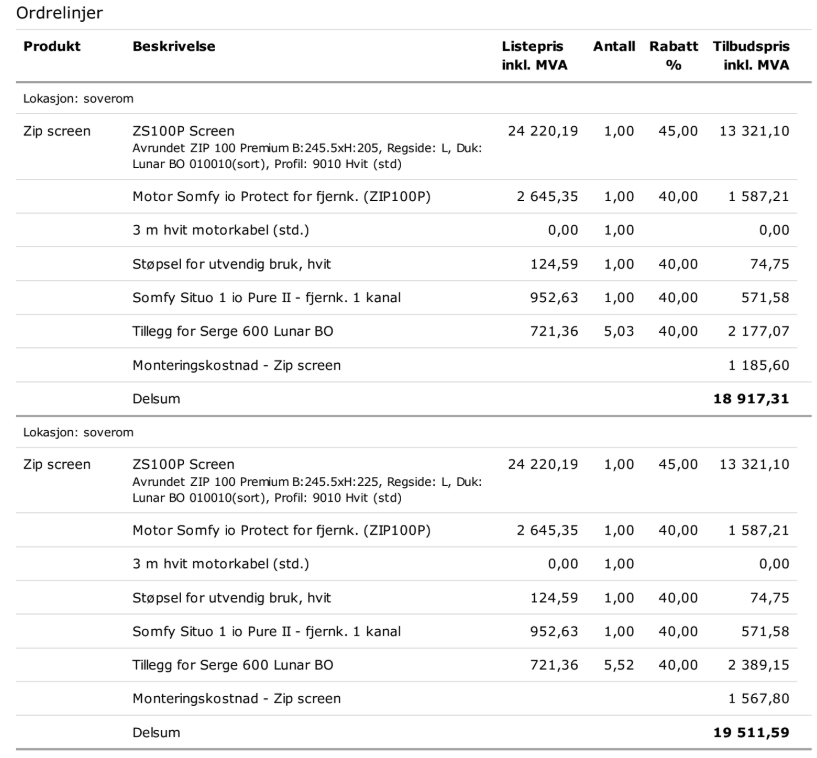 Ordrelinjer
Produkt Beskrivelse Listepris inkl. MVA Antall Rabatt % Tilbudspris inkl. MVA
Lokasjon: soverom
Zip screen ZS100P Screen 24 220,19 1,00 45,00 13 321,10
Avrundet ZIP 100 Premium B:245.5xH:205, Regside: L, Duk:
Lunar BO 010010(sort), Profil: 9010 Hvit (std)
Motor Somfy io Protect for fjernk. (ZIP100P) 2 645,35 1,00 40,00 1 587,21
3 m hvit motorkabel (std.) 0,00 1,00 0,00
Støpsel for utvendig bruk, hvit 124,59 1,00 40,00 74,75
Somfy Situo 1 io Pure II - fjernk. 1 kanal 952,63 1,00 40,00 571,58
Tillegg for Serge 600 Lunar BO 721,36 5,03 40,00 2 177,07
Monteringskostnad - Zip screen 1 185,60
Delsum 18 917,31
Lokasjon: soverom
Zip screen ZS100P Screen 24 220,19 1,00 45,00 13 321,10
Avrundet ZIP 100 Premium B:245.5xH:225, Regside: L, Duk:
Lunar BO 010010(sort), Profil: 9010 Hvit (std)
Motor Somfy io Protect for fjernk. (ZIP100P) 2 645,35 1,00 40,00 1 587,21
3 m hvit motorkabel (std.) 0,00 1,00 0,00
Støpsel for utvendig bruk, hvit 124,59 1,00 40,00 74,75
Somfy Situo 1 io Pure II - fjernk. 1 kanal 952,63 1,00 40,00 571,58
Tillegg for Serge 600 Lunar BO 721,36 5,52 40,00 2 389,15
Monteringskostnad - Zip screen 1 567,80
Delsum 19 511,59